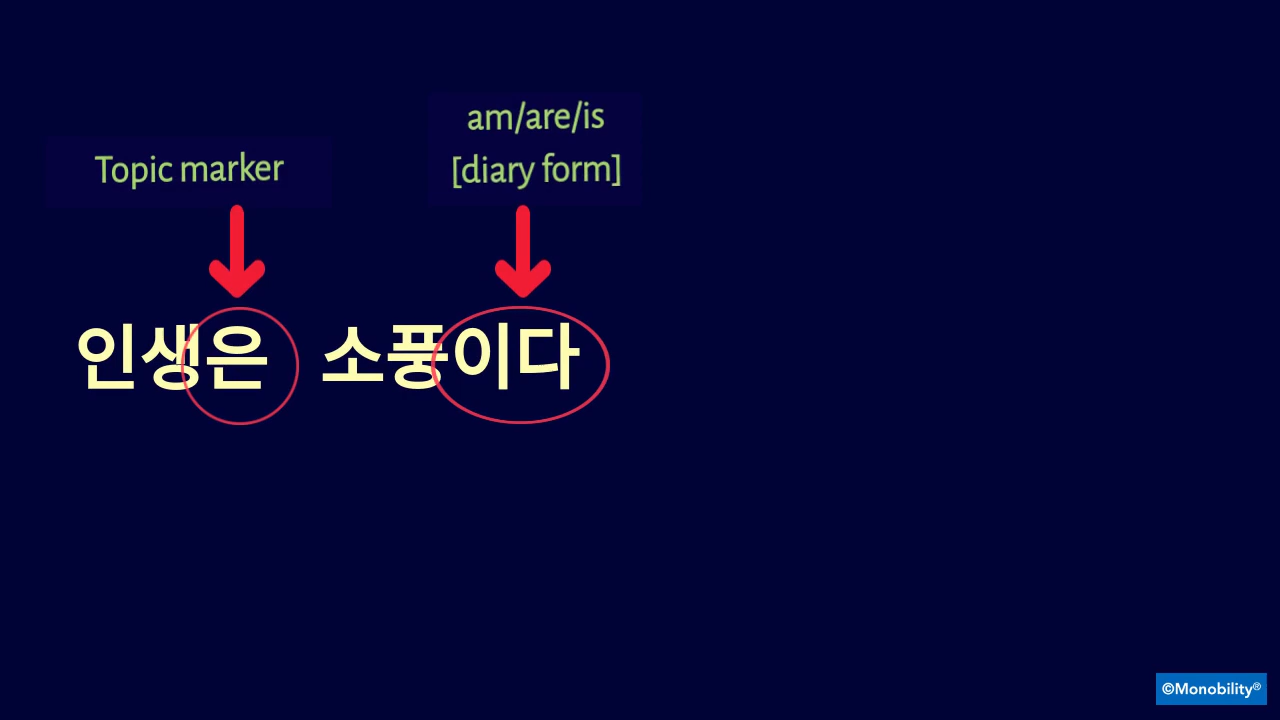 am/are/is
[diary form]
Topic marker
인생은 소풍이다
©Monobility®